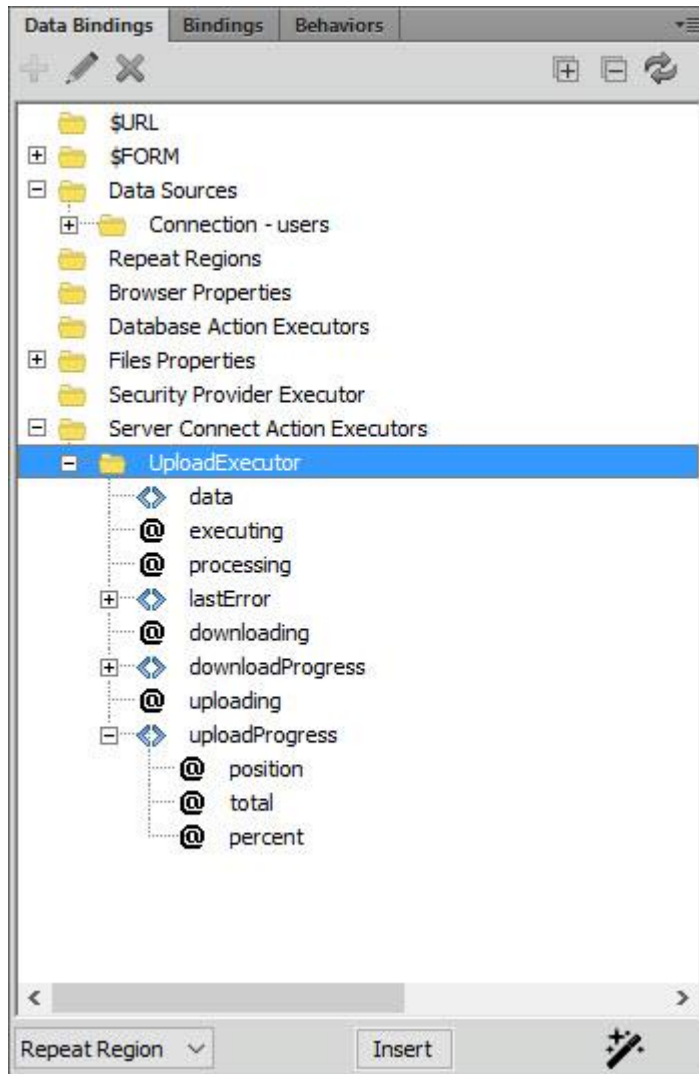 Data Bindings Bindings Behaviors
$URL
$FORM
Data Sources
Connection - users
Repeat Regions
Browser Properties
Database Action Executors
Files Properties
Security Provider Executor
Server Connect Action Executors
UploadExecutor
data
@ executing
@ processing
lastError
@ downloading
downloadProgress
@ uploading
uploadProgress
@ position
@ total
@ percent
Repeat Region Insert